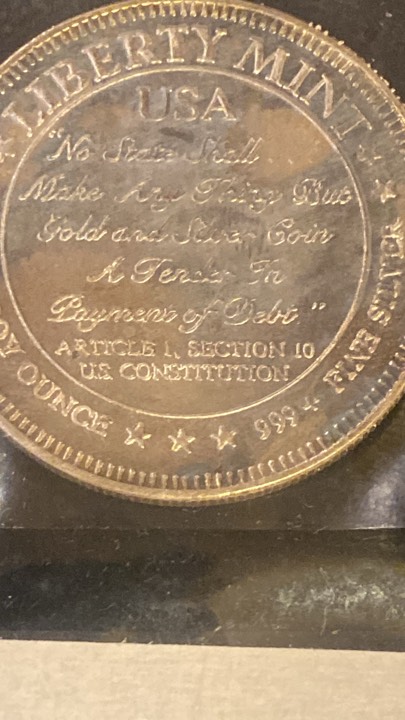 LIBERTY MINT
USA
"No State Shall ...
Make Any Thing But
Gold and Silver Coin
A Tender In
Payment of Debt."
ARTICLE 1, SECTION 10
U.S. CONSTITUTION
OY OUNCE ★ ★ ★ 999+ FINE SILVER